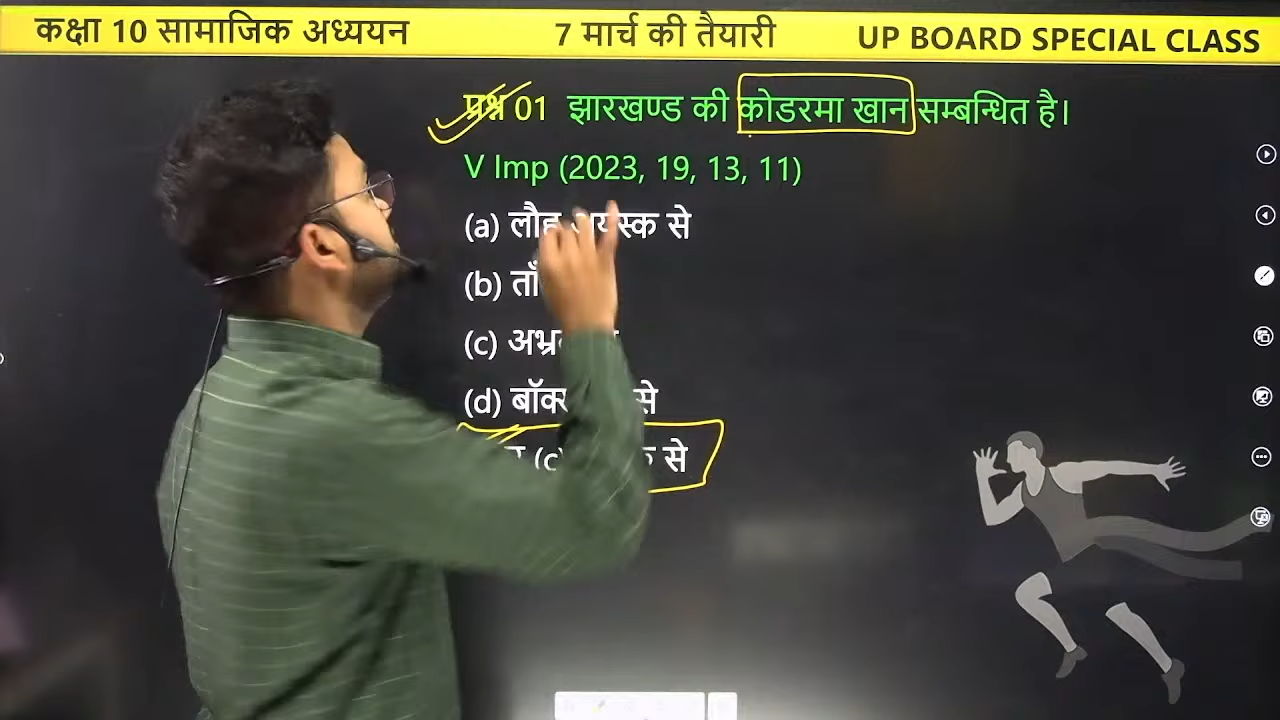 कक्षा 10 सामाजिक अध्ययन
7 मार्च की तैयारी
UP BOARD SPECIAL CLASS
प्रश्न 01 झारखण्ड की कोडरमा खान सम्बन्धित है।
V Imp (2023, 19, 13, 11)
(a) लौह अयस्क से
(b)
(c)
(d) से
(c) से